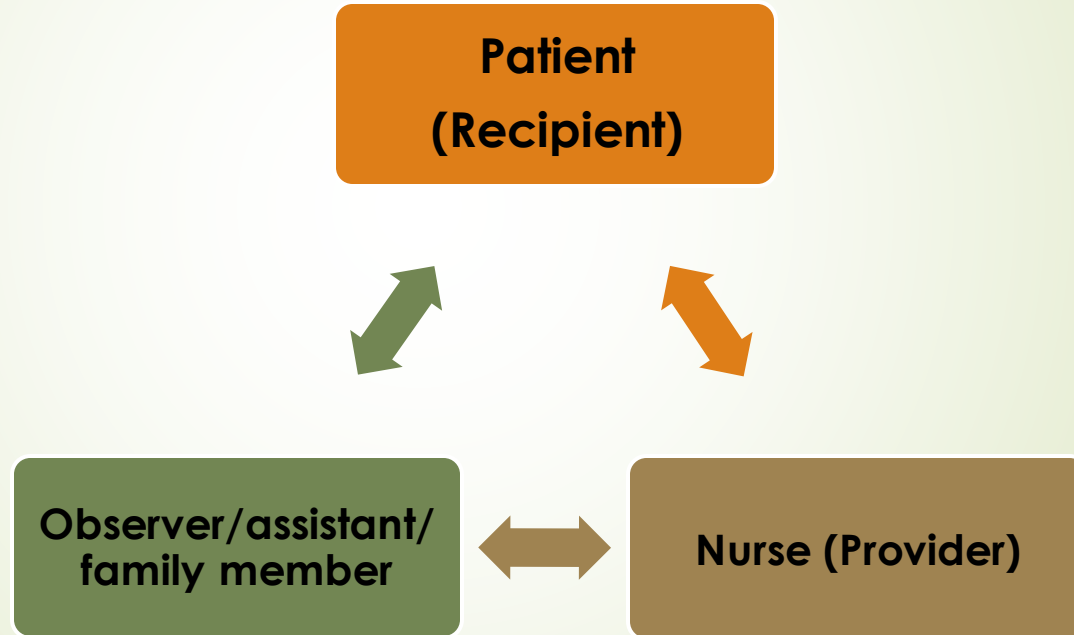 Patient
(Recipient)
Observer/assistant/
family member
Nurse (Provider)